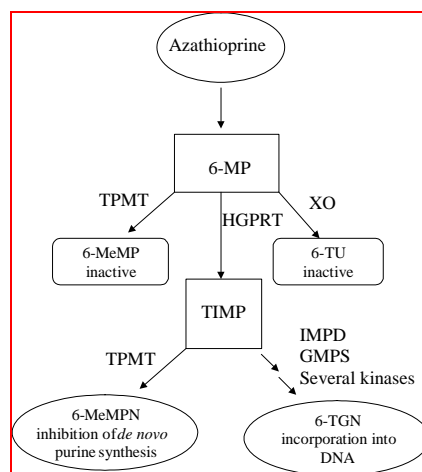 Azathioprine
6-MP
TPMT
HGPRT
XO
6-MeMP
inactive
6-TU
inactive
TIMP
TPMT
IMPD
GMPS
Several kinases
6-MeMPN
inhibition of de novo
purine synthesis
6-TGN
incorporation into
DNA